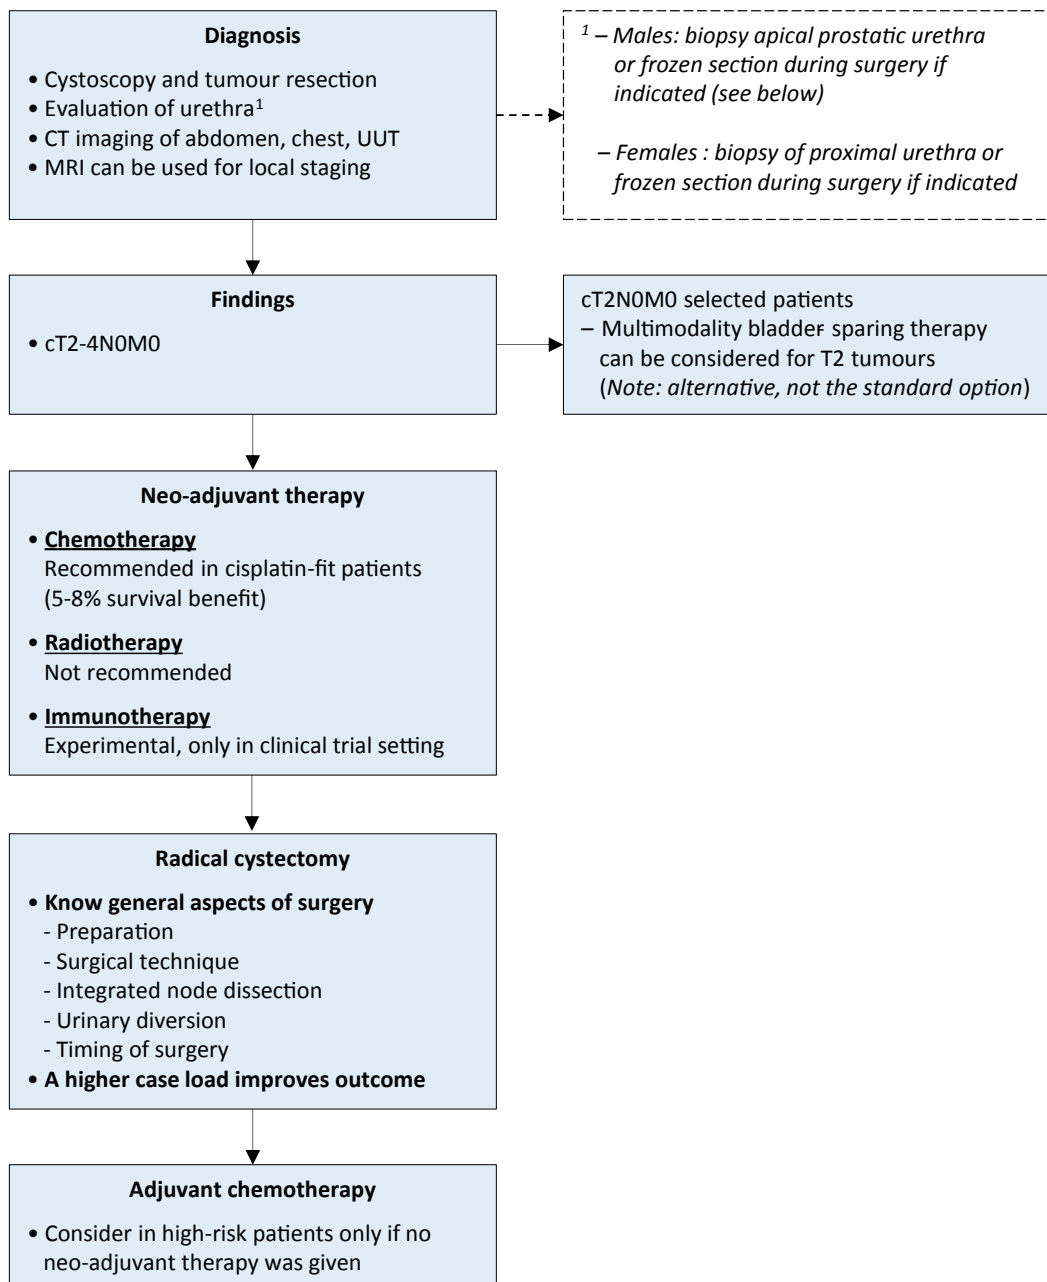 Diagnosis
• Cystoscopy and tumour resection
• Evaluation of urethra1
• CT imaging of abdomen, chest, UUT
• MRI can be used for local staging
1 – Males: biopsy apical prostatic urethra
or frozen section during surgery if
indicated (see below)
– Females : biopsy of proximal urethra or
frozen section during surgery if indicated
Findings
• cT2-4N0M0
cT2N0M0 selected patients
– Multimodality bladder sparing therapy
can be considered for T2 tumours
(Note: alternative, not the standard option)
Neo-adjuvant therapy
• Chemotherapy
Recommended in cisplatin-fit patients
(5-8% survival benefit)
• Radiotherapy
Not recommended
• Immunotherapy
Experimental, only in clinical trial setting
Radical cystectomy
• Know general aspects of surgery
- Preparation
- Surgical technique
- Integrated node dissection
- Urinary diversion
- Timing of surgery
• A higher case load improves outcome
Adjuvant chemotherapy
• Consider in high-risk patients only if no
neo-adjuvant therapy was given